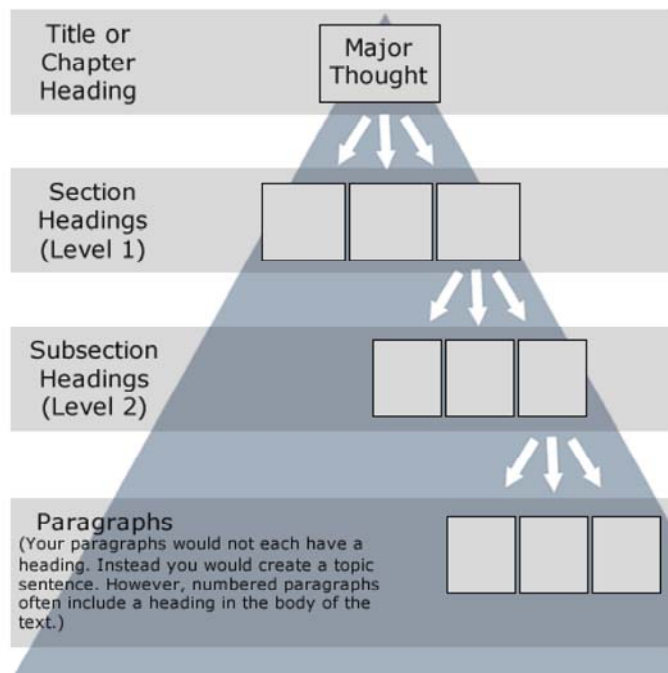 Title or
Chapter
Heading
Major
Thought
Section
Headings
(Level 1)
Subsection
Headings
(Level 2)
Paragraphs
(Your paragraphs would not each have a
heading. Instead you would create a topic
sentence. However, numbered paragraphs
often include a heading in the body of the
text.)